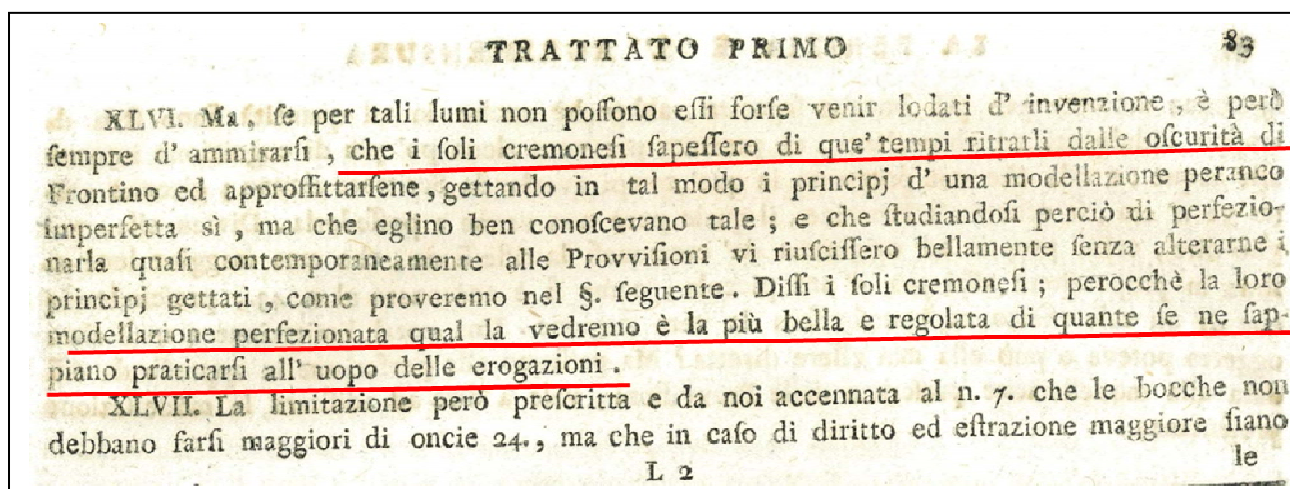 TRATTATO PRIMO 83
XLVI. Ma, ſe per tali lumi non poſſono eſſi forſe venir lodati d' invenzione, è però
ſempre d' ammirarſi, che i ſoli cremoneſi ſapeſſero di que' tempi ritrarli dalle oſcurità di
Frontino ed approffittarſene, gettando in tal modo i principj d' una modellazione peranco
imperfetta sì, ma che eglino ben conoſcevano tale; e che ſtudiandoſi perciò di perfezio-
narla quaſi contemporaneamente alle Provviſioni vi riuſciſſero bellamente ſenza alterarne i
principj gettati, come proveremo nel §. ſeguente. Diſſi i ſoli cremoneſi; perocchè la loro
modellazione perfezionata qual la vedremo è la più bella e regolata di quante ſe ne ſap-
piano praticarſi all' uopo delle erogazioni.
XLVII. La limitazione però preſcritta e da noi accennata al n. 7. che le bocche non
debbano farſi maggiori di oncie 24., ma che in caſo di diritto ed eſtrazione maggiore ſiano
L 2 le